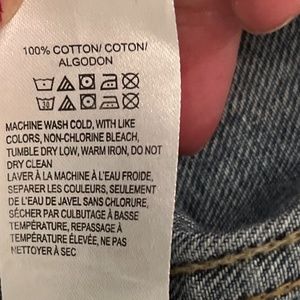 100% COTTON/ COTON/
ALGODON
30
MACHINE WASH COLD, WITH LIKE
COLORS, NON-CHLORINE BLEACH,
TUMBLE DRY LOW, WARM IRON, DO NOT
DRY CLEAN
LAVER À LA MACHINE À L'EAU FROIDE,
SEPARER LES COULEURS, SEULEMENT
DE L'EAU DE JAVEL SANS CHLORURE,
SÉCHER PAR CULBUTAGE À BASSE
TEMPÉRATURE, REPASSAGE À
TEMPÉRATURE ÉLEVÉE, NE PAS
NETTOYER À SEC